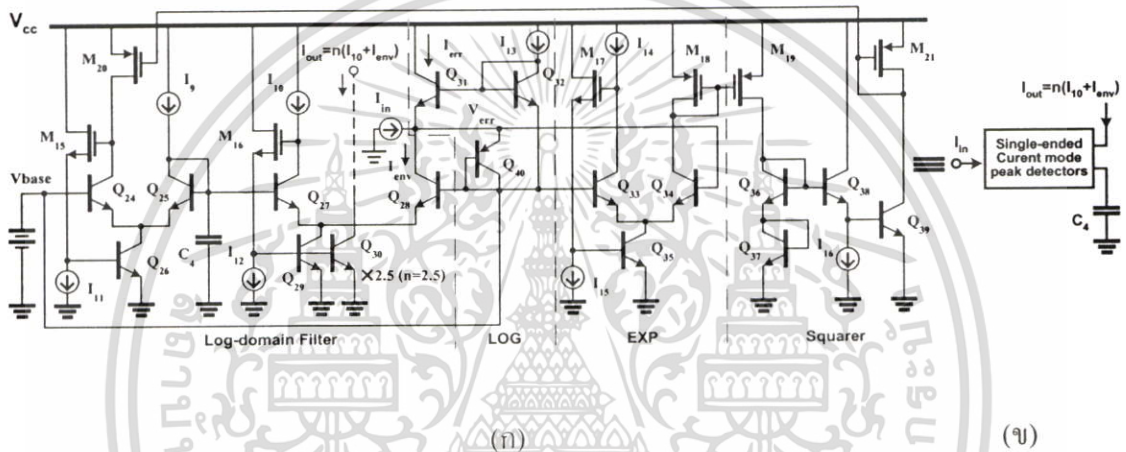 Vcc
M20
I9
I10
Iout=n(I10+Ienv)
Ierr
I13
Q31
Q32
I14
M17
M18
M19
M21
Iout=n(I10+Ienv)
M15
M16
Iin
Verr
Ienv
Q40
Iin
Single-ended
Curent mode
peak detectors
Vbase
Q24
Q25
Q27
Q28
Q33
Q34
Q36
Q38
C4
Q26
C4
I12
Q29
Q30
×2.5 (n=2.5)
Q35
Q37
I16
Q39
I11
I15
Log-domain Filter
LOG
EXP
Squarer
(ก)
(ข)